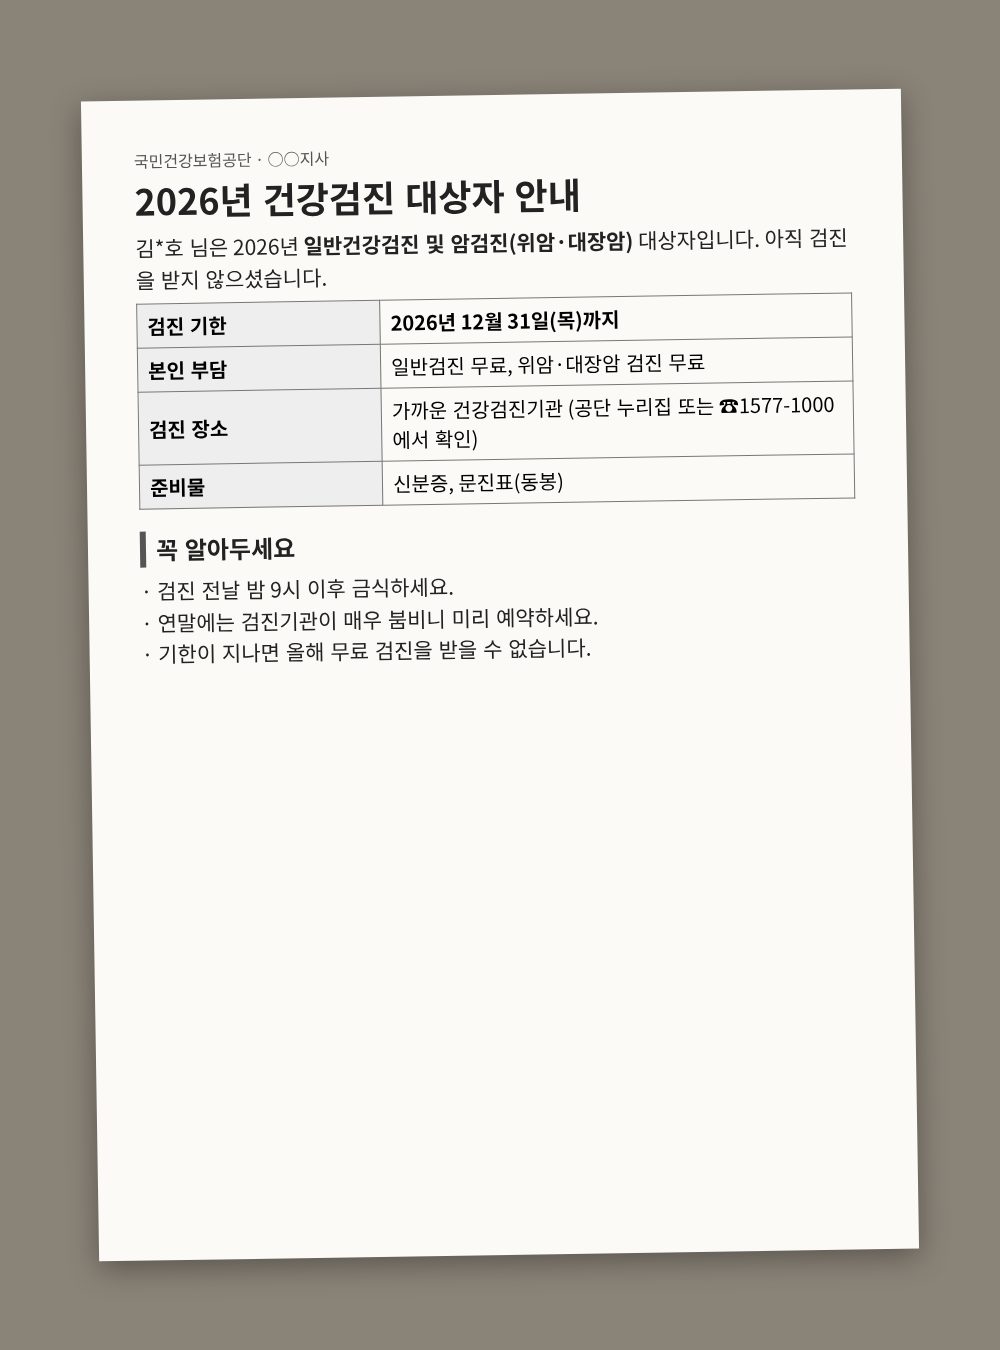 국민건강보험공단 · ○○지사
2026년 건강검진 대상자 안내
김*호 님은 2026년 일반건강검진 및 암검진(위암·대장암) 대상자입니다. 아직 검진
을 받지 않으셨습니다.
검진 기한 2026년 12월 31일(목)까지
본인 부담 일반검진 무료, 위암·대장암 검진 무료
검진 장소 가까운 건강검진기관 (공단 누리집 또는 ☎1577-1000
에서 확인)
준비물 신분증, 문진표(동봉)
꼭 알아두세요
· 검진 전날 밤 9시 이후 금식하세요.
· 연말에는 검진기관이 매우 붐비니 미리 예약하세요.
· 기한이 지나면 올해 무료 검진을 받을 수 없습니다.